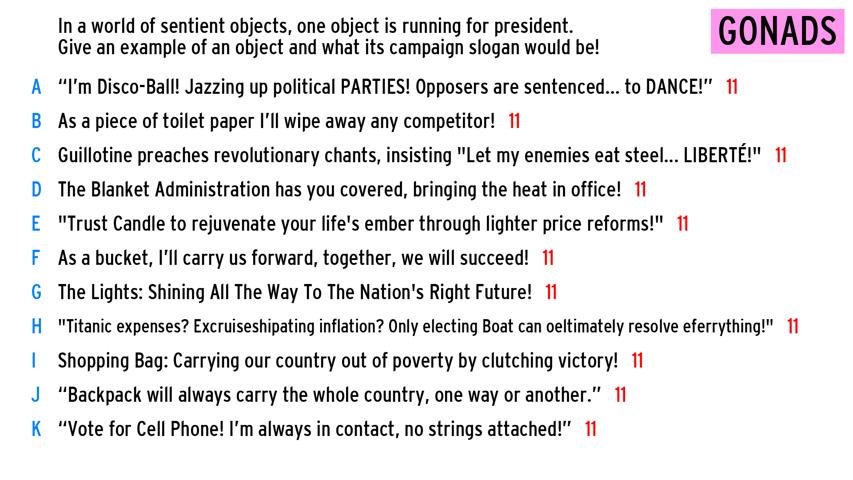 In a world of sentient objects, one object is running for president.
Give an example of an object and what its campaign slogan would be!
GONADS
A “I’m Disco-Ball! Jazzing up political PARTIES! Opposers are sentenced... to DANCE!” 11
B As a piece of toilet paper I’ll wipe away any competitor! 11
C Guillotine preaches revolutionary chants, insisting "Let my enemies eat steel... LIBERTÉ!" 11
D The Blanket Administration has you covered, bringing the heat in office! 11
E "Trust Candle to rejuvenate your life's ember through lighter price reforms!" 11
F As a bucket, I’ll carry us forward, together, we will succeed! 11
G The Lights: Shining All The Way To The Nation's Right Future! 11
H "Titanic expenses? Excruiseshipating inflation? Only electing Boat can oeltimately resolve eferrything!" 11
I Shopping Bag: Carrying our country out of poverty by clutching victory! 11
J “Backpack will always carry the whole country, one way or another.” 11
K “Vote for Cell Phone! I’m always in contact, no strings attached!” 11